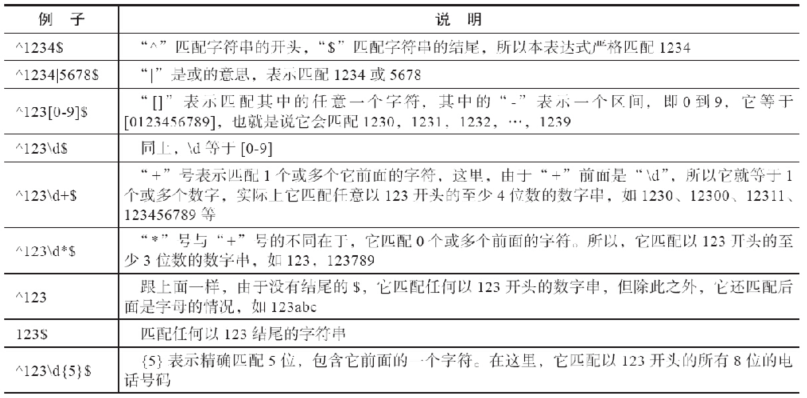 例 子 说 明
^1234$ “^”匹配字符串的开头，“$”匹配字符串的结尾，所以本表达式严格匹配 1234
^1234|5678$ “|”是或的意思，表示匹配 1234 或 5678
^123[0-9]$ “[]”表示匹配其中的任意一个字符，其中的“-”表示一个区间，即 0 到 9，它等于
[0123456789]，也就是说它会匹配 1230，1231，1232，…，1239
^123\d$ 同上，\d 等于 [0-9]
^123\d+$ “+”号表示匹配 1 个或多个它前面的字符，这里，由于“+”前面是“\d”，所以它就等于 1
个或多个数字，实际上它匹配任意以 123 开头的至少 4 位数的数字串，如 1230、12300、12311、
123456789 等
^123\d*$ “*”号与“+”号的不同在于，它匹配 0 个或多个前面的字符。所以，它匹配以 123 开头的至
少 3 位数的数字串，如 123，123789
^123 跟上面一样，由于没有结尾的 $，它匹配任何以 123 开头的数字串，但除此之外，它还匹配后
面是字母的情况，如 123abc
123$ 匹配任何以 123 结尾的字符串
^123\d{5}$ {5} 表示精确匹配 5 位，包含它前面的一个字符。在这里，它匹配以 123 开头的所有 8 位的电
话号码